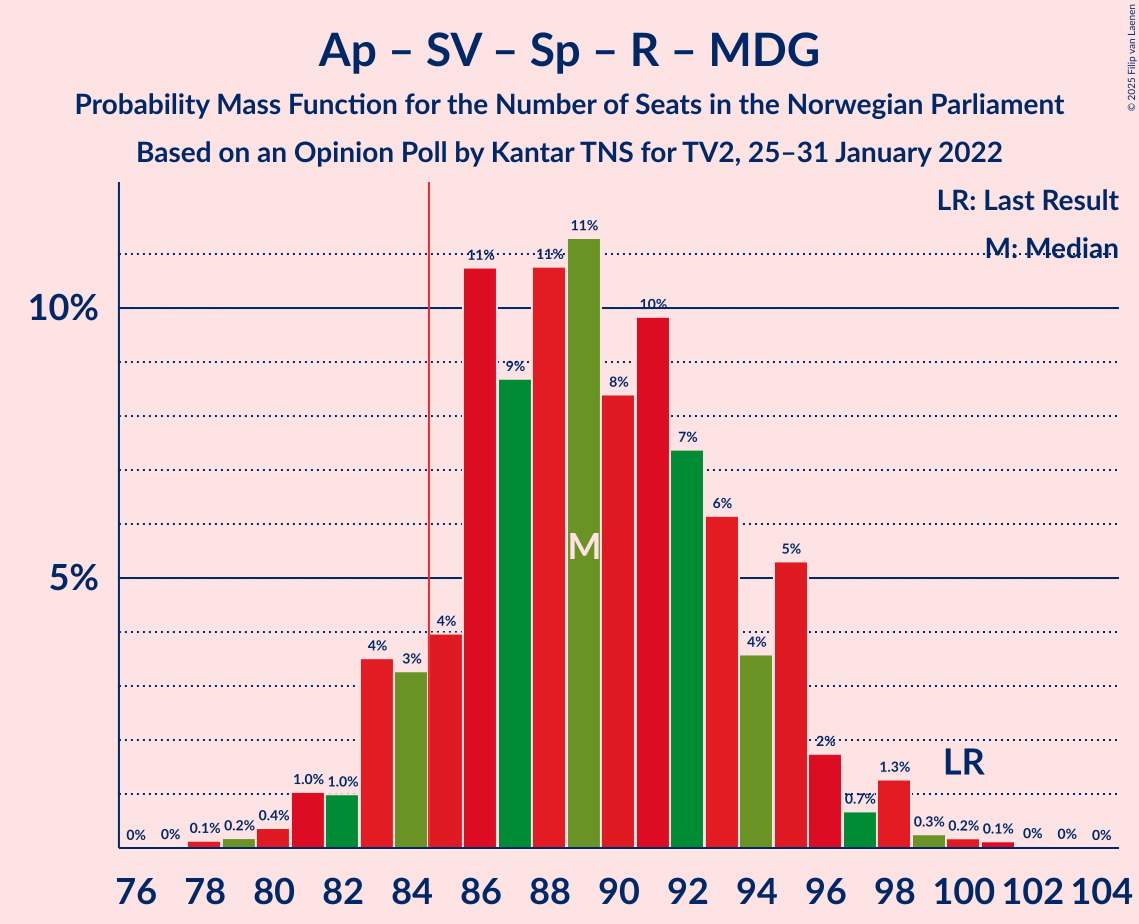 Ap – SV – Sp – R – MDG
Probability Mass Function for the Number of Seats in the Norwegian Parliament
Based on an Opinion Poll by Kantar TNS for TV2, 25–31 January 2022
© 2025 Filip van Laenen
LR: Last Result
M: Median
10%
5%
0% 0% 0.1% 0.2% 0.4% 1.0% 1.0% 4% 3% 4% 11% 9% 11% 11% 8% 10% 7% 6% 4% 5% 2% 0.7% 1.3% 0.3% 0.2% 0.1% 0% 0% 0%
M
LR
76 78 80 82 84 86 88 90 92 94 96 98 100 102 104